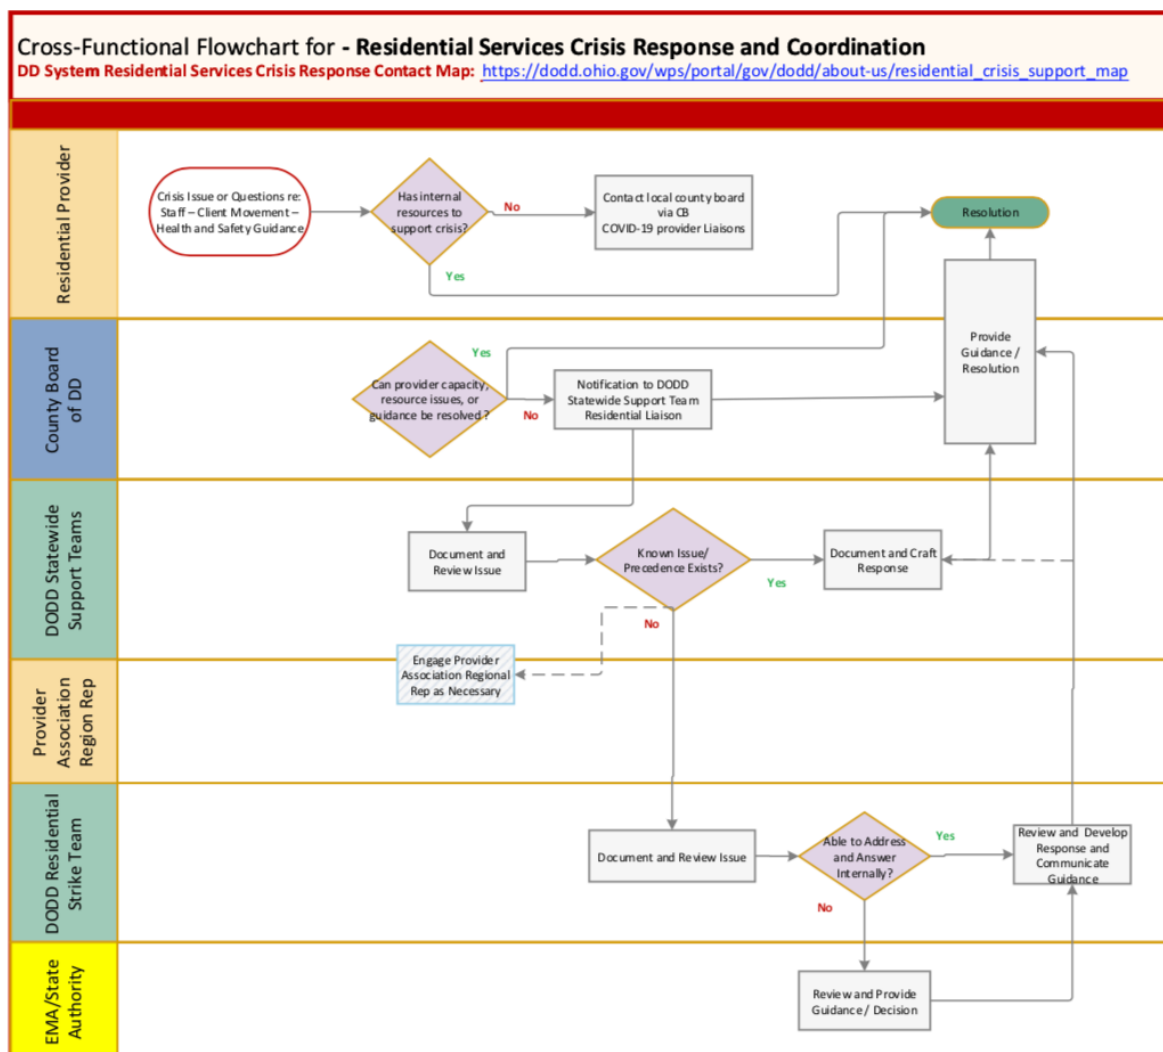 Cross-Functional Flowchart for - Residential Services Crisis Response and Coordination
DD System Residential Services Crisis Response Contact Map: https://dodd.ohio.gov/wps/portal/gov/dodd/about-us/residential_crisis_support_map
Residential Provider
Crisis Issue or Questions re:
Staff – Client Movement –
Health and Safety Guidance
Has internal
resources to
support crisis?
No
Yes
Contact local county board
via CB
COVID-19 provider Liaisons
Resolution
County Board
of DD
Can provider capacity,
resource issues, or
guidance be resolved ?
Yes
No
Notification to DODD
Statewide Support Team
Residential Liaison
Provide
Guidance /
Resolution
DODD Statewide
Support Teams
Document and
Review Issue
Known Issue/
Precedence Exists?
Yes
No
Document and Craft
Response
Provider
Association
Region Rep
Engage Provider
Association Regional
Rep as Necessary
DODD Residential
Strike Team
Document and Review Issue
Able to Address
and Answer
Internally?
Yes
No
Review and Develop
Response and
Communicate
Guidance
EMA/State
Authority
Review and Provide
Guidance / Decision